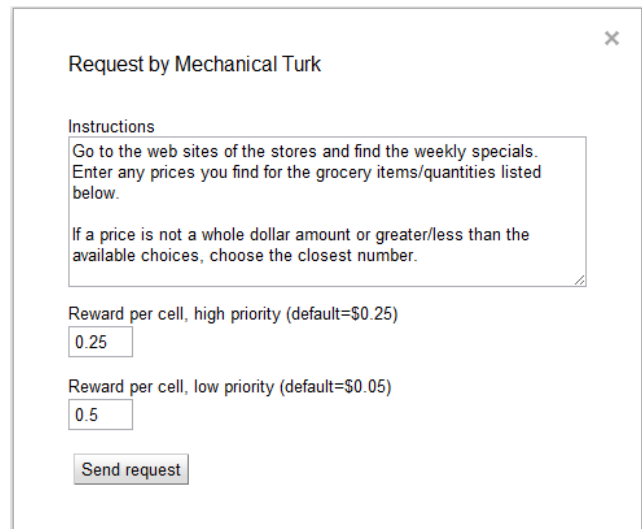 Request by Mechanical Turk
Instructions
Go to the web sites of the stores and find the weekly specials.
Enter any prices you find for the grocery items/quantities listed
below.
If a price is not a whole dollar amount or greater/less than the
available choices, choose the closest number.
Reward per cell, high priority (default=$0.25)
0.25
Reward per cell, low priority (default=$0.05)
0.5
Send request